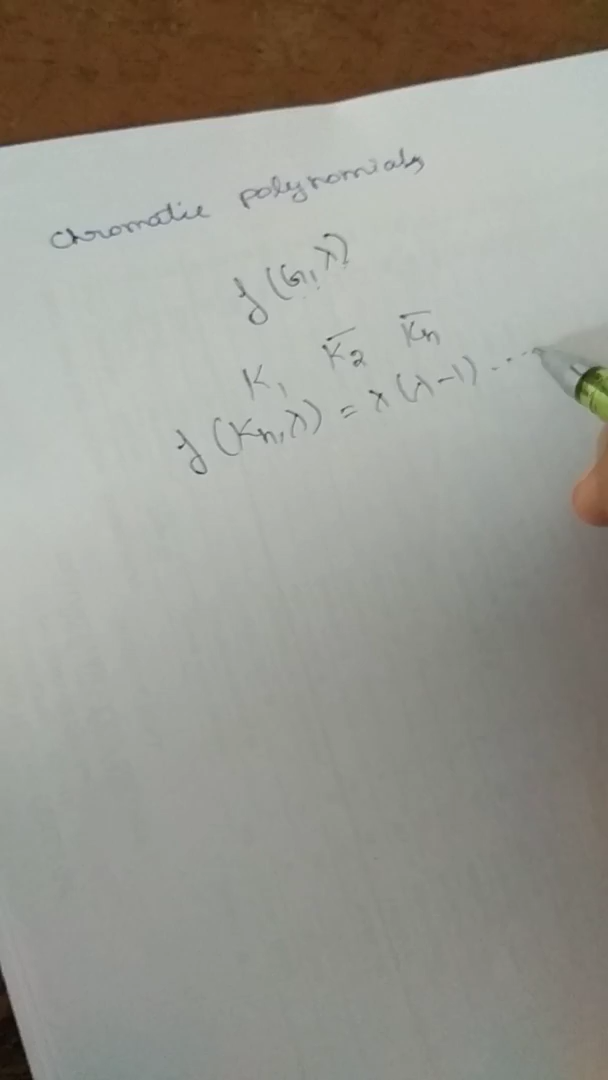 chromatic polynomials
f(G, λ)
K₁ K̅₂ K̅ₙ
f(Kₙ, λ) = λ(λ-1)....